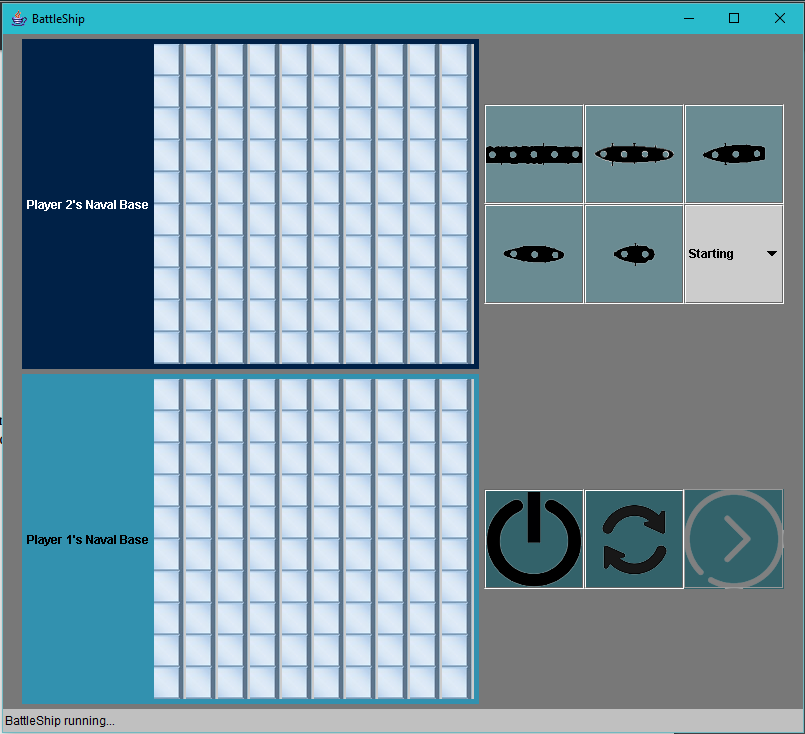 BattleShip
Player 2's Naval Base
Starting
Player 1's Naval Base
BattleShip running...